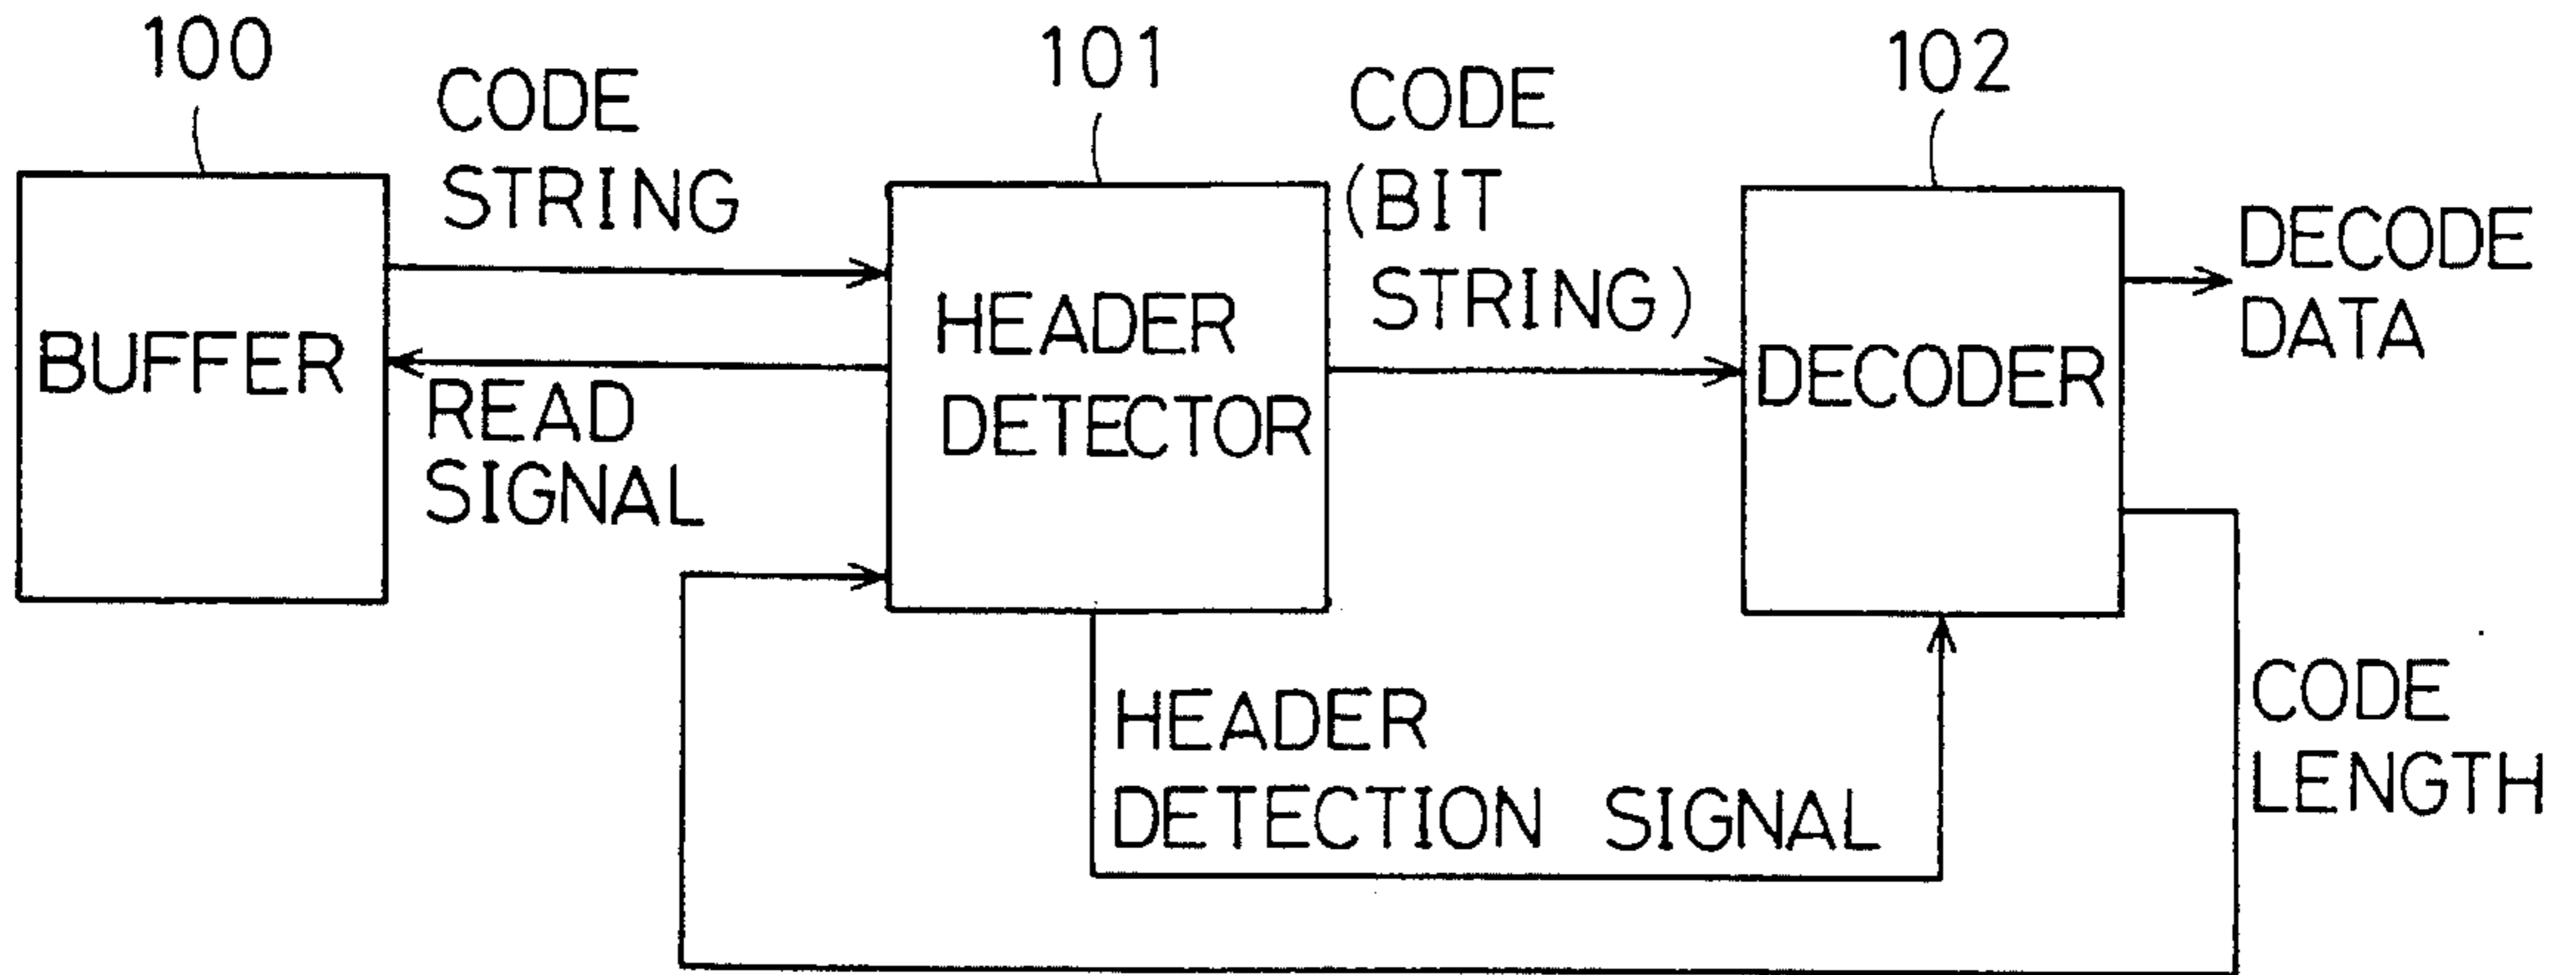 100
CODE
STRING
101
CODE
(BIT
STRING)
102
BUFFER
READ
SIGNAL
HEADER
DETECTOR
DECODER
DECODE
DATA
HEADER
DETECTION SIGNAL
CODE
LENGTH